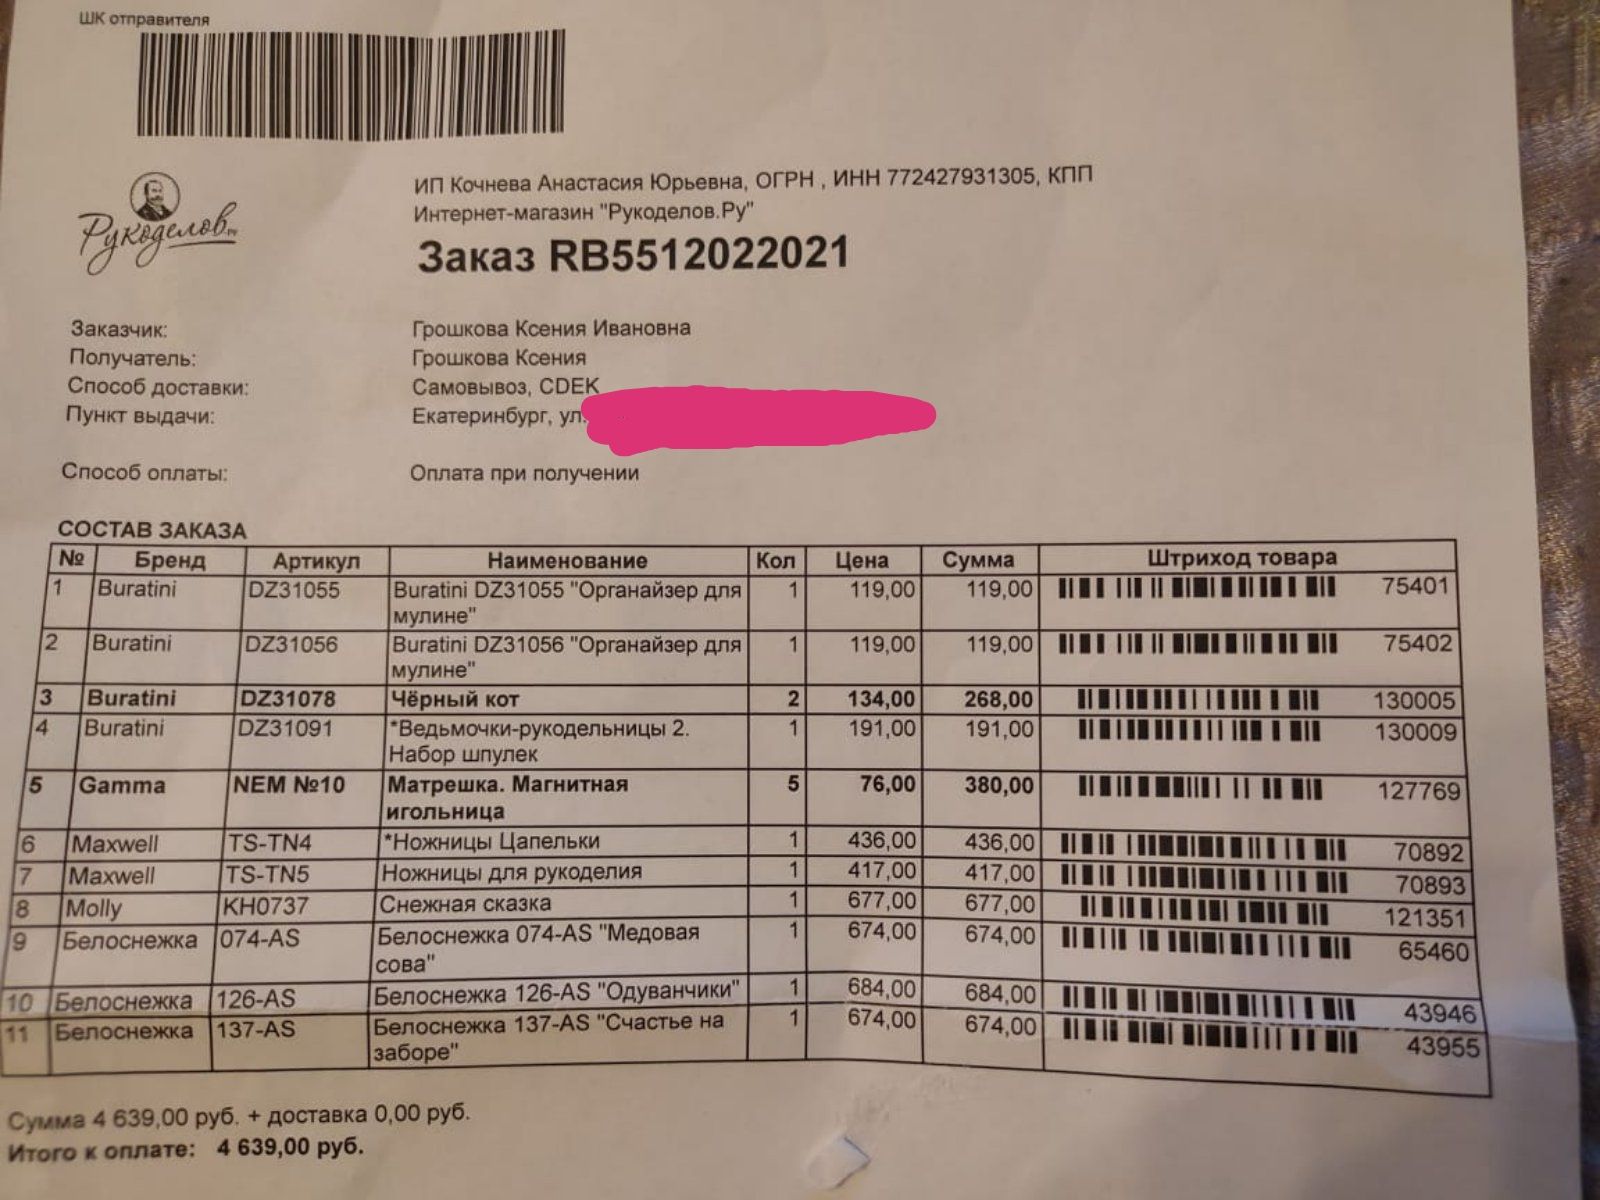 ШК отправителя
Рукоделов.ру
ИП Кочнева Анастасия Юрьевна, ОГРН , ИНН 772427931305, КПП
Интернет-магазин "Рукоделов.Ру"
Заказ RB5512022021
Заказчик: Грошкова Ксения Ивановна
Получатель: Грошкова Ксения
Способ доставки: Самовывоз, CDEK
Пункт выдачи: Екатеринбург, ул.
Способ оплаты: Оплата при получении
СОСТАВ ЗАКАЗА
№ Бренд Артикул Наименование Кол Цена Сумма Штриход товара
1 Buratini DZ31055 Buratini DZ31055 "Органайзер для 1 119,00 119,00 75401
мулине"
2 Buratini DZ31056 Buratini DZ31056 "Органайзер для 1 119,00 119,00 75402
мулине"
3 Buratini DZ31078 Чёрный кот 2 134,00 268,00 130005
4 Buratini DZ31091 *Ведьмочки-рукодельницы 2. 1 191,00 191,00 130009
Набор шпулек
5 Gamma NEM №10 Матрешка. Магнитная 5 76,00 380,00 127769
игольница
6 Maxwell TS-TN4 *Ножницы Цапельки 1 436,00 436,00 70892
7 Maxwell TS-TN5 Ножницы для рукоделия 1 417,00 417,00 70893
8 Molly KH0737 Снежная сказка 1 677,00 677,00 121351
9 Белоснежка 074-AS Белоснежка 074-AS "Медовая 1 674,00 674,00 65460
сова"
10 Белоснежка 126-AS Белоснежка 126-AS "Одуванчики" 1 684,00 684,00 43946
11 Белоснежка 137-AS Белоснежка 137-AS "Счастье на 1 674,00 674,00 43955
заборе"
Сумма 4 639,00 руб. + доставка 0,00 руб.
Итого к оплате: 4 639,00 руб.